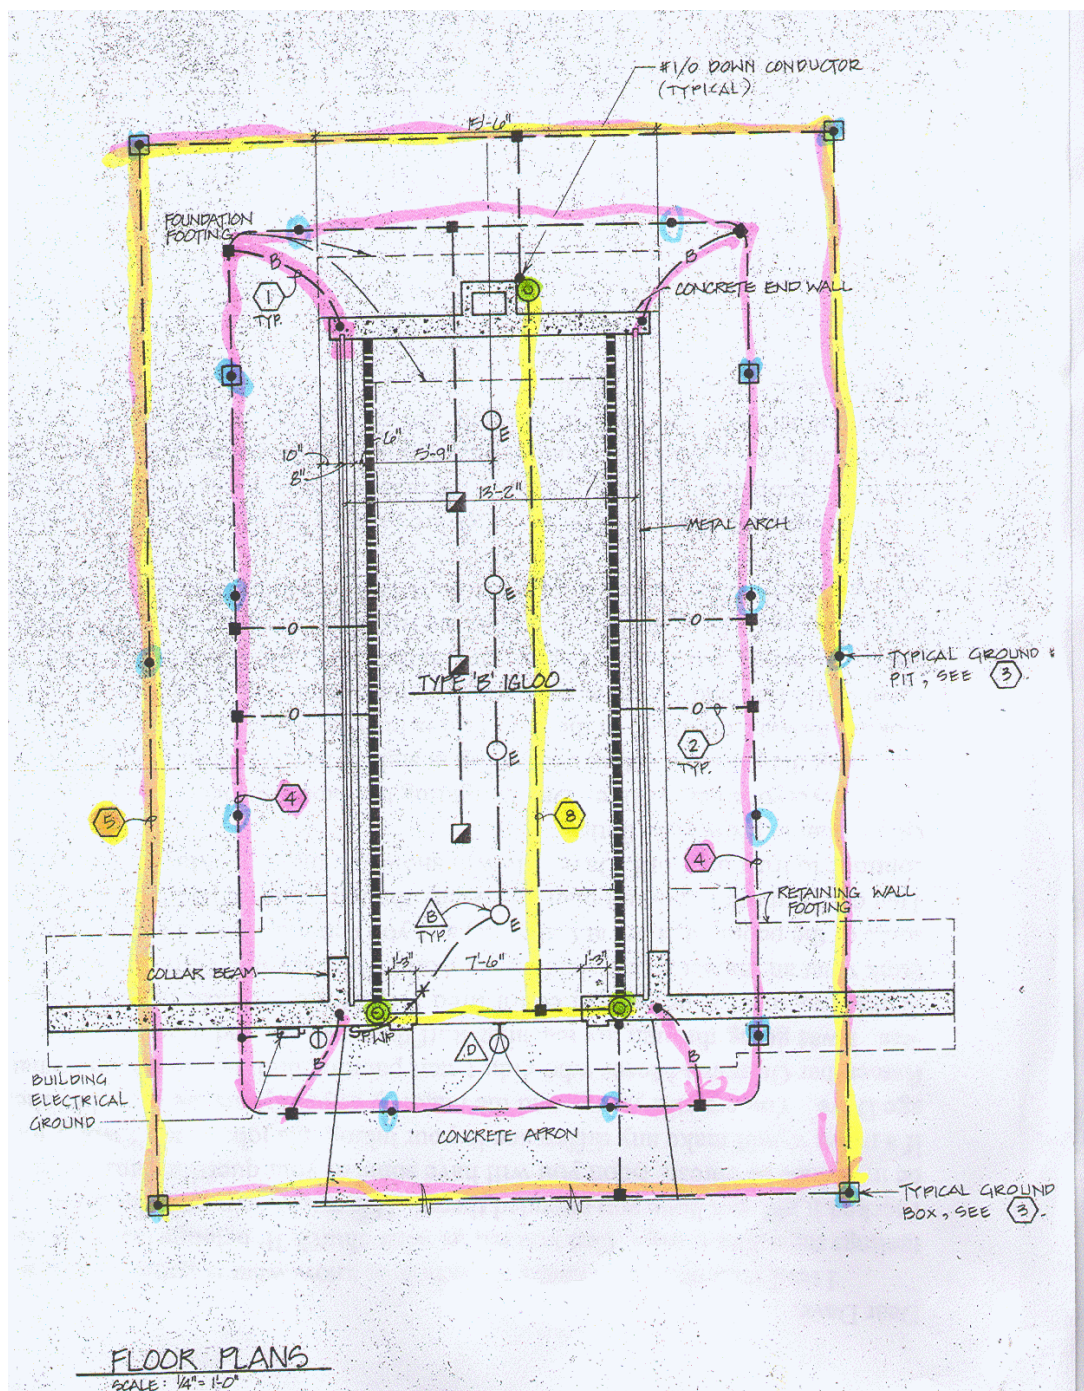 #1/0 DOWN CONDUCTOR
(TYPICAL)
15'-6"
FOUNDATION
FOOTING
B
B
1
TYP.
CONCRETE END WALL
6"
10"
8"
5'-9"
E
13'-2"
METAL ARCH
E
O
O
TYPICAL GROUND
PIT, SEE 3.
TYPE 'B' IGLOO
O
O
2
TYP.
E
4
5
8
4
RETAINING WALL
FOOTING
B
TYP.
E
COLLAR BEAM
1'-3"
7'-6"
1'-3"
S.P.W.P.
D
B
B
BUILDING
ELECTRICAL
GROUND
CONCRETE APRON
TYPICAL GROUND
BOX, SEE 3.
FLOOR PLANS
SCALE: 1/4" = 1'-0"